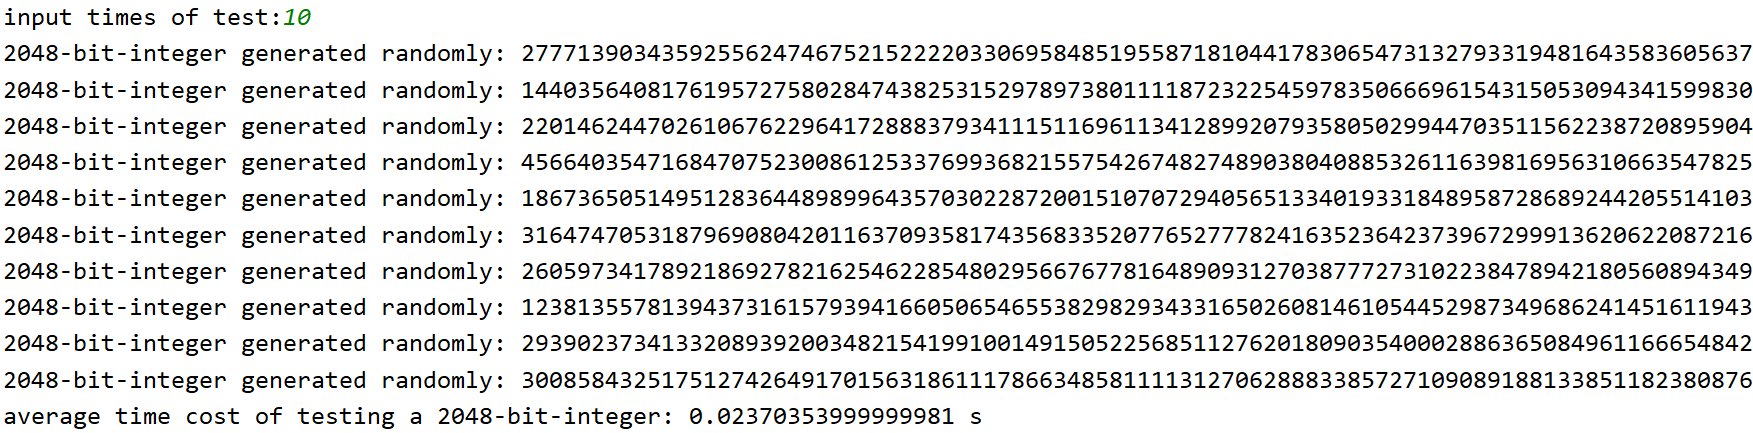 input times of test:10
2048-bit-integer generated randomly: 277713903435925562474675215222203306958485195587181044178306547313279331948164358360563​7
2048-bit-integer generated randomly: 1440356408176195727580284743825315297897380111187232254597835066696154315053094341599830
2048-bit-integer generated randomly: 2201462447026106762296417288837934111511696113412899207935805029944703511562238720895904
2048-bit-integer generated randomly: 4566403547168470752300861253376993682155754267482748903804088532611639816956310663547825
2048-bit-integer generated randomly: 1867365051495128364489899643570302287200151070729405651334019331848958728689244205514103
2048-bit-integer generated randomly: 3164747053187969080420116370935817435683352077652777824163523642373967299913620622087216
2048-bit-integer generated randomly: 2605973417892186927821625462285480295667677816489093127038777273102238478942180560894349
2048-bit-integer generated randomly: 1238135578139437316157939416605065465538298293433165026081461054452987349686241451611943
2048-bit-integer generated randomly: 2939023734133208939200348215419910014915052256851127620180903540002886365084961166654842
2048-bit-integer generated randomly: 3008584325175127426491701563186111786634858111131270628883385727109089188133851182380876
average time cost of testing a 2048-bit-integer: 0.02370353999999981 s